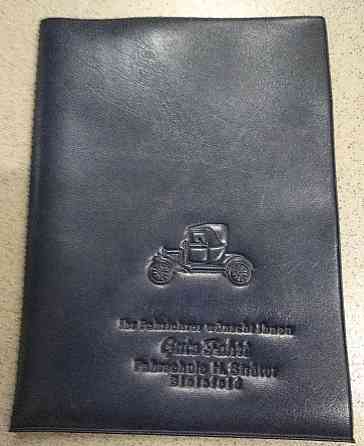 Ihr Fahrlehrer wünscht Ihnen
Gute Fahrt
Fahrschule H.
Bielefeld